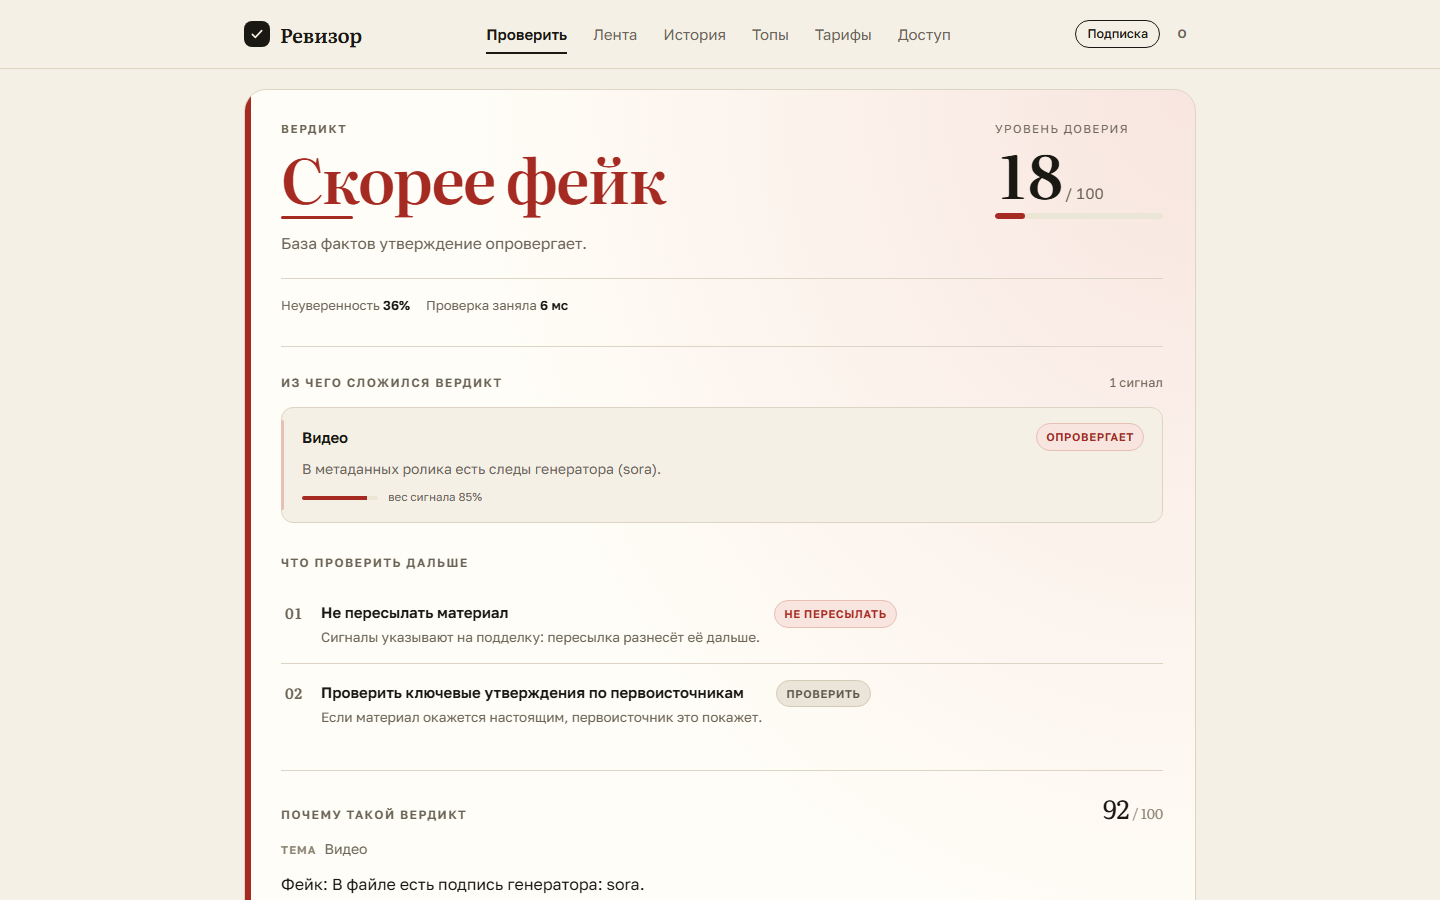 Ревизор
Проверить Лента История Топы Тарифы Доступ
Подписка О
ВЕРДИКТ
Скорее фейк
База фактов утверждение опровергает.
УРОВЕНЬ ДОВЕРИЯ
18 / 100
Неуверенность 36% Проверка заняла 6 мс
ИЗ ЧЕГО СЛОЖИЛСЯ ВЕРДИКТ
1 сигнал
Видео
ОПРОВЕРГАЕТ
В метаданных ролика есть следы генератора (sora).
вес сигнала 85%
ЧТО ПРОВЕРИТЬ ДАЛЬШЕ
01 Не пересылать материал
НЕ ПЕРЕСЫЛАТЬ
Сигналы указывают на подделку: пересылка разнесёт её дальше.
02 Проверить ключевые утверждения по первоисточникам
ПРОВЕРИТЬ
Если материал окажется настоящим, первоисточник это покажет.
ПОЧЕМУ ТАКОЙ ВЕРДИКТ
92 / 100
ТЕМА Видео
Фейк: В файле есть подпись генератора: sora.